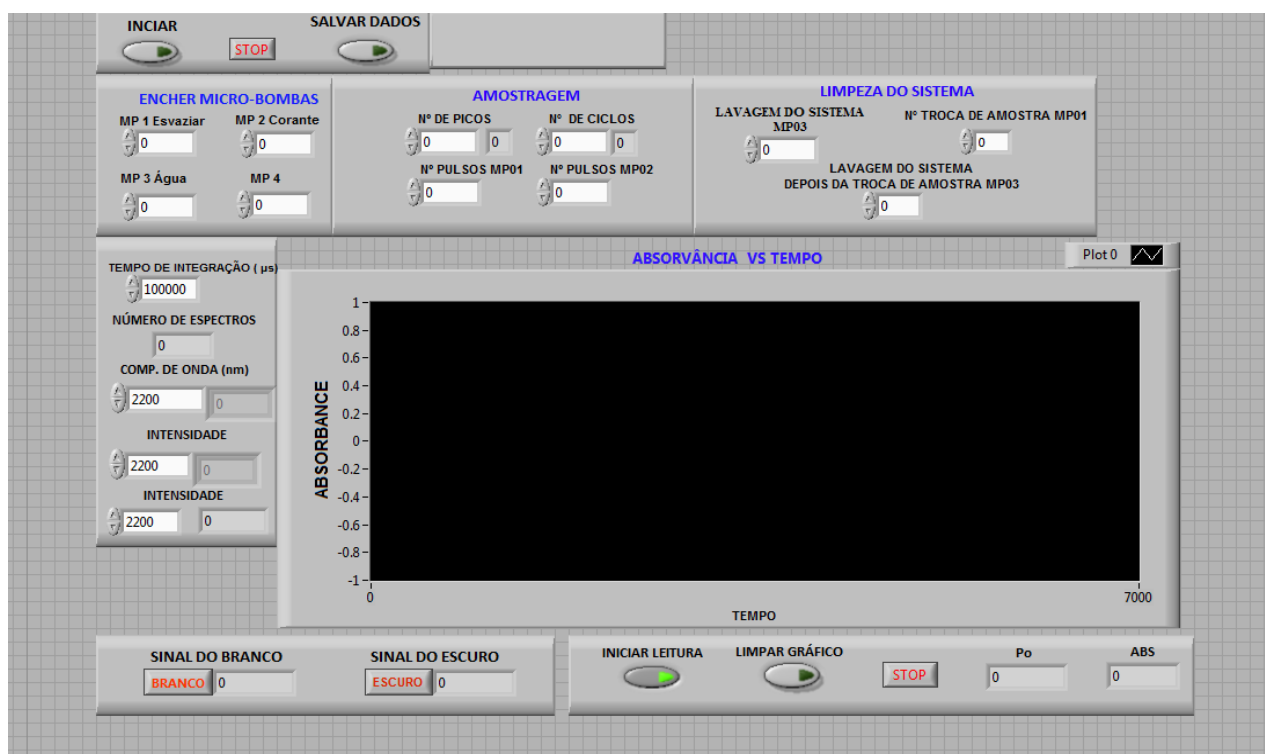 INCIAR
SALVAR DADOS
STOP
ENCHER MICRO-BOMBAS
MP 1 Esvaziar
MP 2 Corante
0
0
MP 3 Água
MP 4
0
0
AMOSTRAGEM
Nº DE PICOS
Nº DE CICLOS
0
0
0
0
Nº PULSOS MP01
Nº PULSOS MP02
0
0
LIMPEZA DO SISTEMA
LAVAGEM DO SISTEMA
MP03
Nº TROCA DE AMOSTRA MP01
0
0
LAVAGEM DO SISTEMA
DEPOIS DA TROCA DE AMOSTRA MP03
0
TEMPO DE INTEGRAÇÃO ( µs)
100000
NÚMERO DE ESPECTROS
0
COMP. DE ONDA (nm)
2200
0
INTENSIDADE
2200
0
INTENSIDADE
2200
0
ABSORVÂNCIA VS TEMPO
Plot 0
ABSORBANCE
1
0.8
0.6
0.4
0.2
0
-0.2
-0.4
-0.6
-0.8
-1
0
7000
TEMPO
SINAL DO BRANCO
BRANCO
0
SINAL DO ESCURO
ESCURO
0
INICIAR LEITURA
LIMPAR GRÁFICO
STOP
Po
0
ABS
0